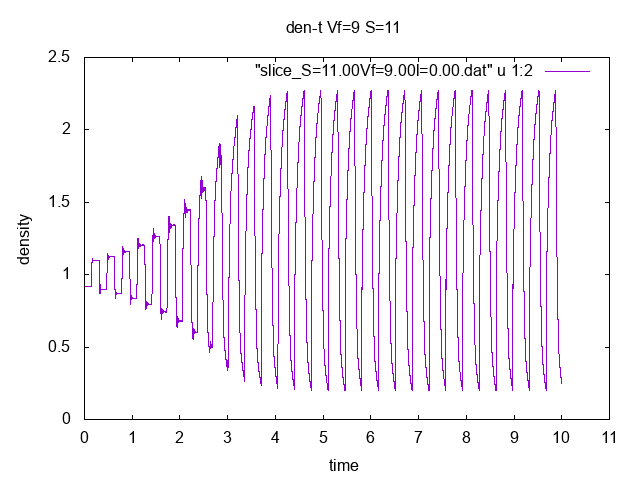 den-t Vf=9 S=11
"slice_S=11.00Vf=9.00I=0.00.dat" u 1:2
2.5
2
1.5
1
0.5
0
density
0 1 2 3 4 5 6 7 8 9 10 11
time